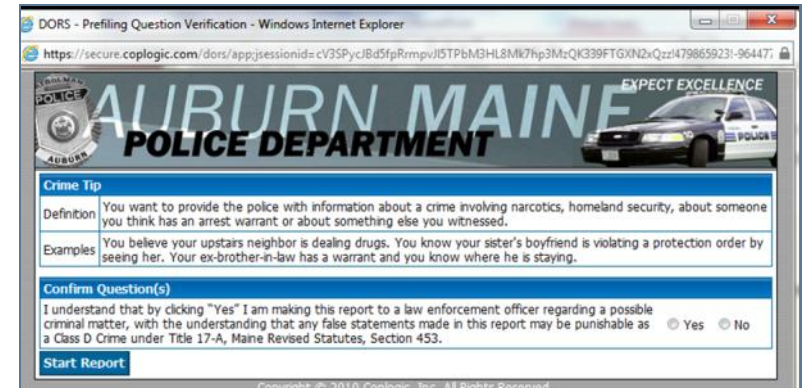 DORS - Prefiling Question Verification - Windows Internet Explorer
https://secure.coplogic.com/dors/app;jsessionid=cV3SPycJBd5fpRrmpvJl5TPbM3HL8Mk7hp3MzQK339FTGXN2xQzz!479865923!-96447
PATROLMAN
POLICE
AUBURN
AUBURN MAINE
POLICE DEPARTMENT
EXPECT EXCELLENCE
POLICE
Crime Tip
Definition
You want to provide the police with information about a crime involving narcotics, homeland security, about someone
you think has an arrest warrant or about something else you witnessed.
Examples
You believe your upstairs neighbor is dealing drugs. You know your sister's boyfriend is violating a protection order by
seeing her. Your ex-brother-in-law has a warrant and you know where he is staying.
Confirm Question(s)
I understand that by clicking "Yes" I am making this report to a law enforcement officer regarding a possible
criminal matter, with the understanding that any false statements made in this report may be punishable as
a Class D Crime under Title 17-A, Maine Revised Statutes, Section 453.
Yes No
Start Report
Copyright © 2010 Coplogic, Inc. All Rights Reserved